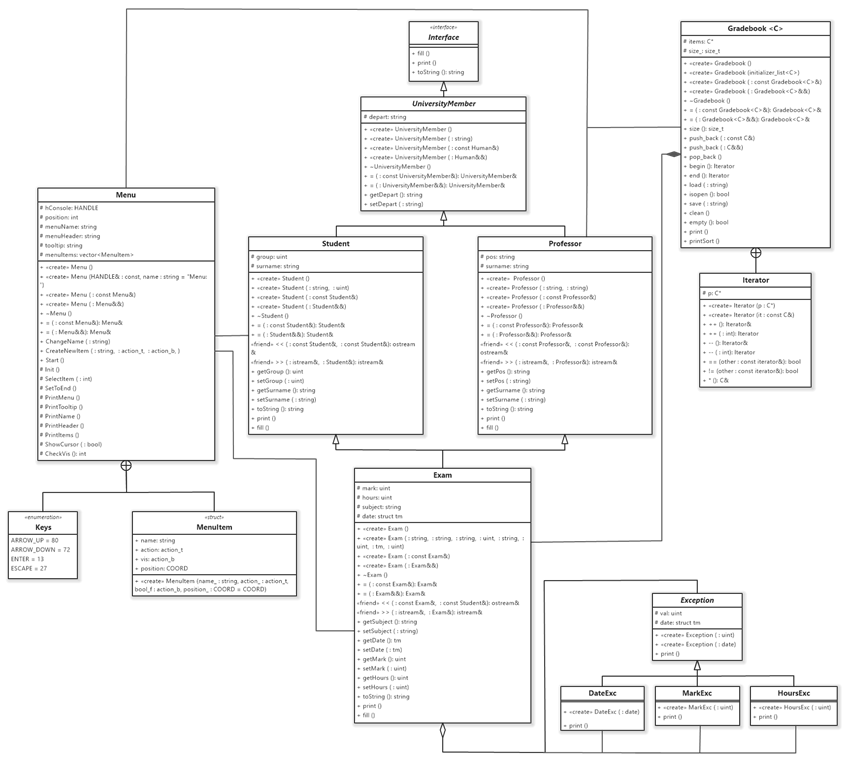 «interface»
Interface
+ fill ()
+ print ()
+ toString (): string
Gradebook <C>
# items: C*
# size_: size_t
+ «create» Gradebook ()
+ «create» Gradebook (initializer_list<C>)
+ «create» Gradebook ( : const Gradebook<C>&)
+ «create» Gradebook ( : Gradebook<C>&&)
+ ~Gradebook ()
+ = ( : const Gradebook<C>&): Gradebook<C>&
+ = ( : Gradebook<C>&&): Gradebook<C>&
+ size (): size_t
+ push_back ( : const C&)
+ push_back ( : C&&)
+ pop_back ()
+ begin (): Iterator
+ end (): Iterator
+ load ( : string)
+ isopen (): bool
+ save ( : string)
+ clean ()
+ empty (): bool
+ print ()
+ printSort ()
UniversityMember
# depart: string
+ «create» UniversityMember ()
+ «create» UniversityMember ( : string)
+ «create» UniversityMember ( : const Human&)
+ «create» UniversityMember ( : Human&&)
+ ~UniversityMember ()
+ = ( : const UniversityMember&): UniversityMember&
+ = ( : UniversityMember&&): UniversityMember&
+ getDepart (): string
+ setDepart ( : string)
Menu
# hConsole: HANDLE
# position: int
# menuName: string
# menuHeader: string
# tooltip: string
# menuItems: vector<MenuItem>
+ «create» Menu ()
+ «create» Menu (HANDLE& : const, name : string = "Menu:
")
+ «create» Menu ( : const Menu&)
+ «create» Menu ( : Menu&&)
+ ~Menu ()
+ = ( : const Menu&): Menu&
+ = ( : Menu&&): Menu&
+ ChangeName ( : string)
+ CreateNewItem ( : string, : action_t, : action_b, )
+ Start ()
# Init ()
# SelectItem ( : int)
# SetToEnd ()
# PrintMenu ()
# PrintTooltip ()
# PrintName ()
# PrintHeader ()
# PrintItems ()
# ShowCursor ( : bool)
# CheckVis (): int
Student
# group: uint
# surname: string
+ «create» Student ()
+ «create» Student ( : string, : uint)
+ «create» Student ( : const Student&)
+ «create» Student ( : Student&&)
+ ~Student ()
+ = ( : const Student&): Student&
+ = ( : Student&&): Student&
«friend» << ( : const Student&, : const Student&): ostream
&
«friend» >> ( : istream&, : Student&): istream&
+ getGroup (): uint
+ setGroup ( : uint)
+ getSurname (): string
+ setSurname ( : string)
+ toString (): string
+ print ()
+ fill ()
Professor
# pos: string
# surname: string
+ «create» Professor ()
+ «create» Professor ( : string, : string)
+ «create» Professor ( : const Professor&)
+ «create» Professor ( : Professor&&)
+ ~Professor ()
+ = ( : const Professor&): Professor&
+ = ( : Professor&&): Professor&
«friend» << ( : const Professor&, : const Professor&):
ostream&
«friend» >> ( : istream&, : Professor&): istream&
+ getPos (): string
+ setPos ( : string)
+ getSurname (): string
+ setSurname ( : string)
+ toString (): string
+ print ()
+ fill ()
Iterator
# p: C*
+ «create» Iterator (p : C*)
+ «create» Iterator (it : const C&)
+ ++ (): Iterator&
+ ++ ( : int): Iterator
+ -- (): Iterator&
+ -- ( : int): Iterator
+ == (other : const iterator&): bool
+ != (other : const iterator&): bool
+ * (): C&
Exam
# mark: uint
# hours: uint
# subject: string
# date: struct tm
+ «create» Exam ()
+ «create» Exam ( : string, : string, : string, : uint, : string, :
uint, : tm, : uint)
+ «create» Exam ( : const Exam&)
+ «create» Exam ( : Exam&&)
+ ~Exam ()
+ = ( : const Exam&): Exam&
+ = ( : Exam&&): Exam&
«friend» << ( : const Exam&, : const Student&): ostream&
«friend» >> ( : istream&, : Exam&): istream&
+ getSubject (): string
+ setSubject ( : string)
+ getDate (): tm
+ setDate ( : tm)
+ getMark (): uint
+ setMark ( : uint)
+ getHours (): uint
+ setHours ( : uint)
+ toString (): string
+ print ()
+ fill ()
«enumeration»
Keys
ARROW_UP = 80
ARROW_DOWN = 72
ENTER = 13
ESCAPE = 27
«struct»
MenuItem
+ name: string
+ action: action_t
+ vis: action_b
+ position: COORD
+ «create» MenuItem (name_ : string, action_ : action_t,
bool_f : action_b, position_ : COORD = COORD)
Exception
# val: uint
# date: struct tm
+ «create» Exception ( : uint)
+ «create» Exception ( : date)
+ print ()
DateExc
+ «create» DateExc ( : date)
+ print ()
MarkExc
+ «create» MarkExc ( : uint)
+ print ()
HoursExc
+ «create» HoursExc ( : uint)
+ print ()